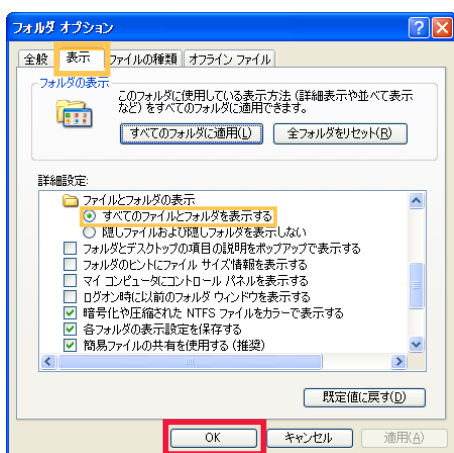 フォルダ オプション
全般
表示
ファイルの種類
オフライン ファイル
フォルダの表示
このフォルダに使用している表示方法 (詳細表示や並べて表示
など) をすべてのフォルダに適用できます。
すべてのフォルダに適用(L)
全フォルダをリセット(R)
詳細設定:
ファイルとフォルダの表示
すべてのファイルとフォルダを表示する
隠しファイルおよび隠しフォルダを表示しない
フォルダとデスクトップの項目の説明をポップアップで表示する
フォルダのヒントにファイル サイズ情報を表示する
マイ コンピュータにコントロール パネルを表示する
ログオン時に以前のフォルダ ウィンドウを表示する
暗号化や圧縮された NTFS ファイルをカラーで表示する
各フォルダの表示設定を保存する
簡易ファイルの共有を使用する (推奨)
既定値に戻す(D)
OK
キャンセル
適用(A)